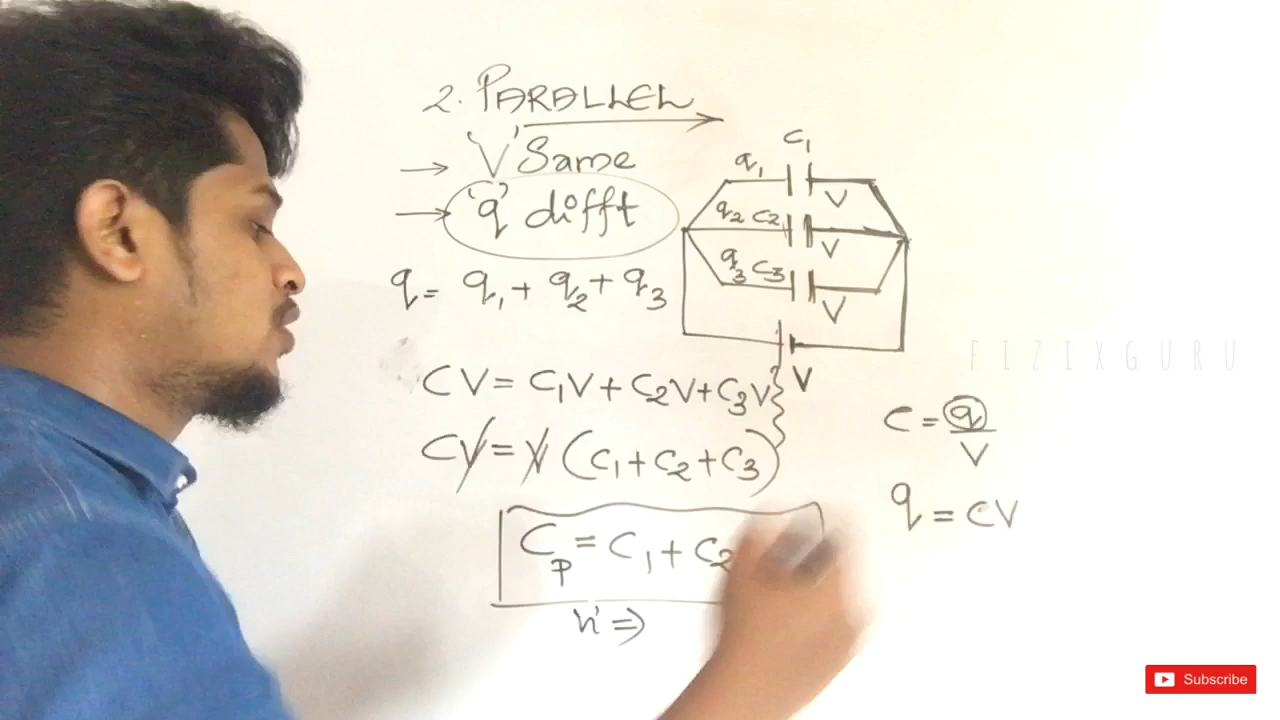 2. PARALLEL
→ 'V' Same
→ 'q' difft
q = q₁ + q₂ + q₃
CV = C₁V + C₂V + C₃V
CV = V (C₁ + C₂ + C₃)
Cp = C₁ + C₂
'n' ⇒
C₁
q₁
V
q₂ C₂
V
q₃ C₃
V
V
FIZIXGURU
C = q/V
q = CV
Subscribe